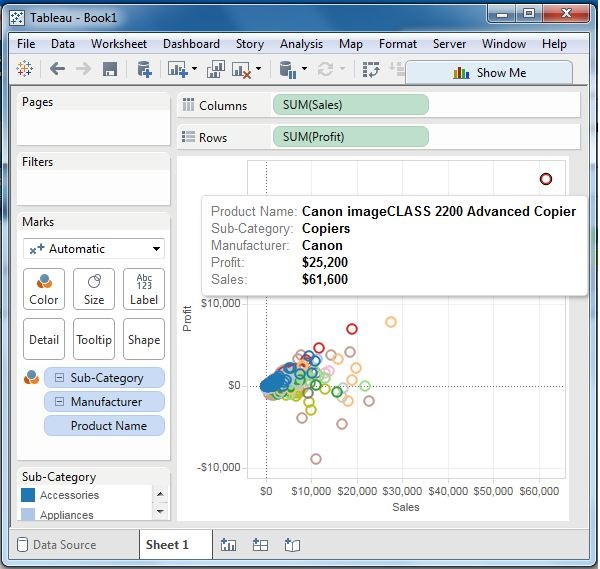 Tableau - Book1
File Data Worksheet Dashboard Story Analysis Map Format Server Window Help
Show Me
Pages
Columns SUM(Sales)
Rows SUM(Profit)
Filters
Marks
Automatic
Color Size Abc 123 Label
Detail Tooltip Shape
Sub-Category
Manufacturer
Product Name
Sub-Category
Accessories
Appliances
Product Name: Canon imageCLASS 2200 Advanced Copier
Sub-Category: Copiers
Manufacturer: Canon
Profit: $25,200
Sales: $61,600
Profit
$10,000
$0
-$10,000
$0 $10,000 $20,000 $30,000 $40,000 $50,000 $60,000
Sales
Data Source Sheet 1